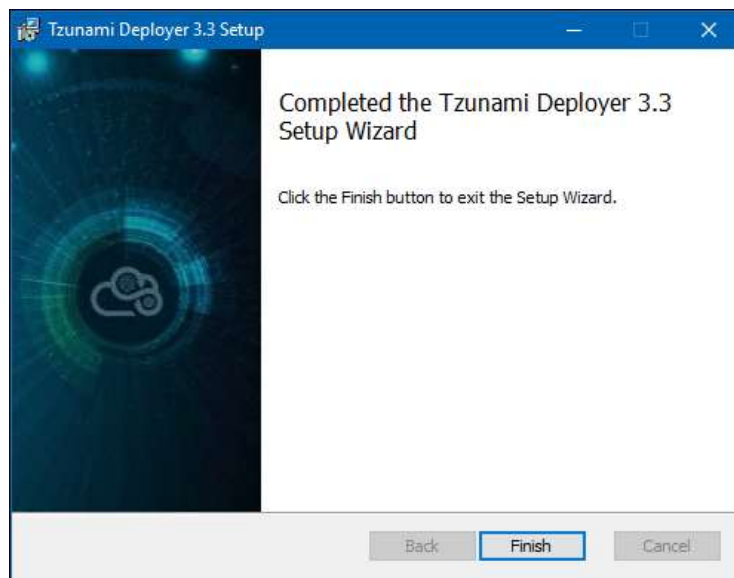 Tzunami Deployer 3.3 Setup
Completed the Tzunami Deployer 3.3
Setup Wizard
Click the Finish button to exit the Setup Wizard.
Back Finish Cancel